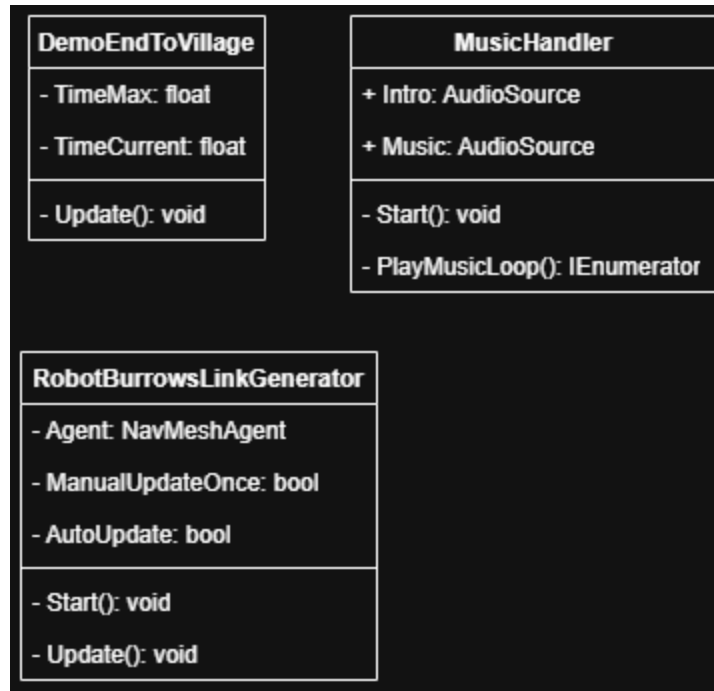 DemoEndToVillage
- TimeMax: float
- TimeCurrent: float
- Update(): void
MusicHandler
+ Intro: AudioSource
+ Music: AudioSource
- Start(): void
- PlayMusicLoop(): IEnumerator
RobotBurrowsLinkGenerator
- Agent: NavMeshAgent
- ManualUpdateOnce: bool
- AutoUpdate: bool
- Start(): void
- Update(): void